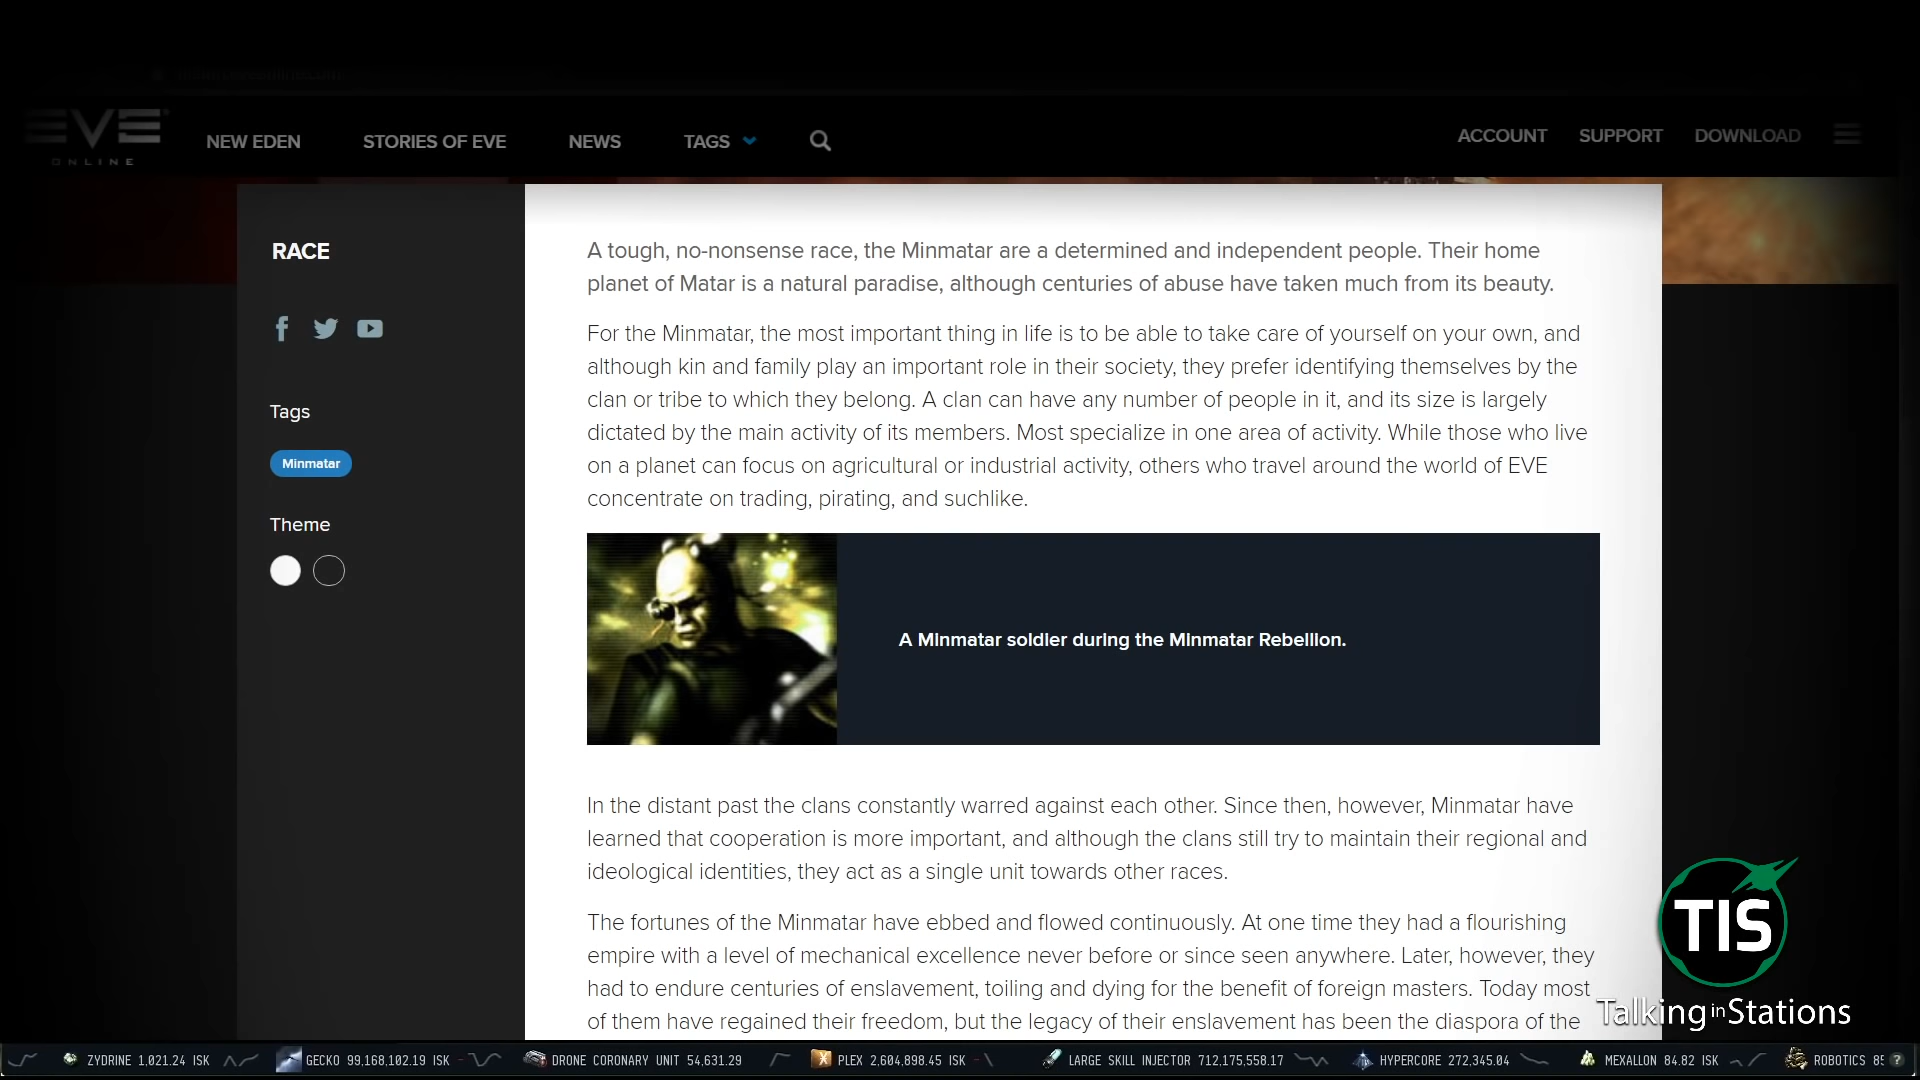 EVE
ONLINE
NEW EDEN
STORIES OF EVE
NEWS
TAGS
ACCOUNT
SUPPORT
DOWNLOAD
RACE
Tags
Minmatar
Theme
A tough, no-nonsense race, the Minmatar are a determined and independent people. Their home
planet of Matar is a natural paradise, although centuries of abuse have taken much from its beauty.
For the Minmatar, the most important thing in life is to be able to take care of yourself on your own, and
although kin and family play an important role in their society, they prefer identifying themselves by the
clan or tribe to which they belong. A clan can have any number of people in it, and its size is largely
dictated by the main activity of its members. Most specialize in one area of activity. While those who live
on a planet can focus on agricultural or industrial activity, others who travel around the world of EVE
concentrate on trading, pirating, and suchlike.
A Minmatar soldier during the Minmatar Rebellion.
In the distant past the clans constantly warred against each other. Since then, however, Minmatar have
learned that cooperation is more important, and although the clans still try to maintain their regional and
ideological identities, they act as a single unit towards other races.
The fortunes of the Minmatar have ebbed and flowed continuously. At one time they had a flourishing
empire with a level of mechanical excellence never before or since seen anywhere. Later, however, they
had to endure centuries of enslavement, toiling and dying for the benefit of foreign masters. Today most
of them have regained their freedom, but the legacy of their enslavement has been the diaspora of the
TIS
Talking in Stations
ZYDRINE 1,021.24 ISK
GECKO 99,168,102.19 ISK
DRONE CORONARY UNIT 54,631.29
PLEX 2,604,898.45 ISK
LARGE SKILL INJECTOR 712,175,558.17
HYPERCORE 272,345.04
MEXALLON 84.82 ISK
ROBOTICS 85